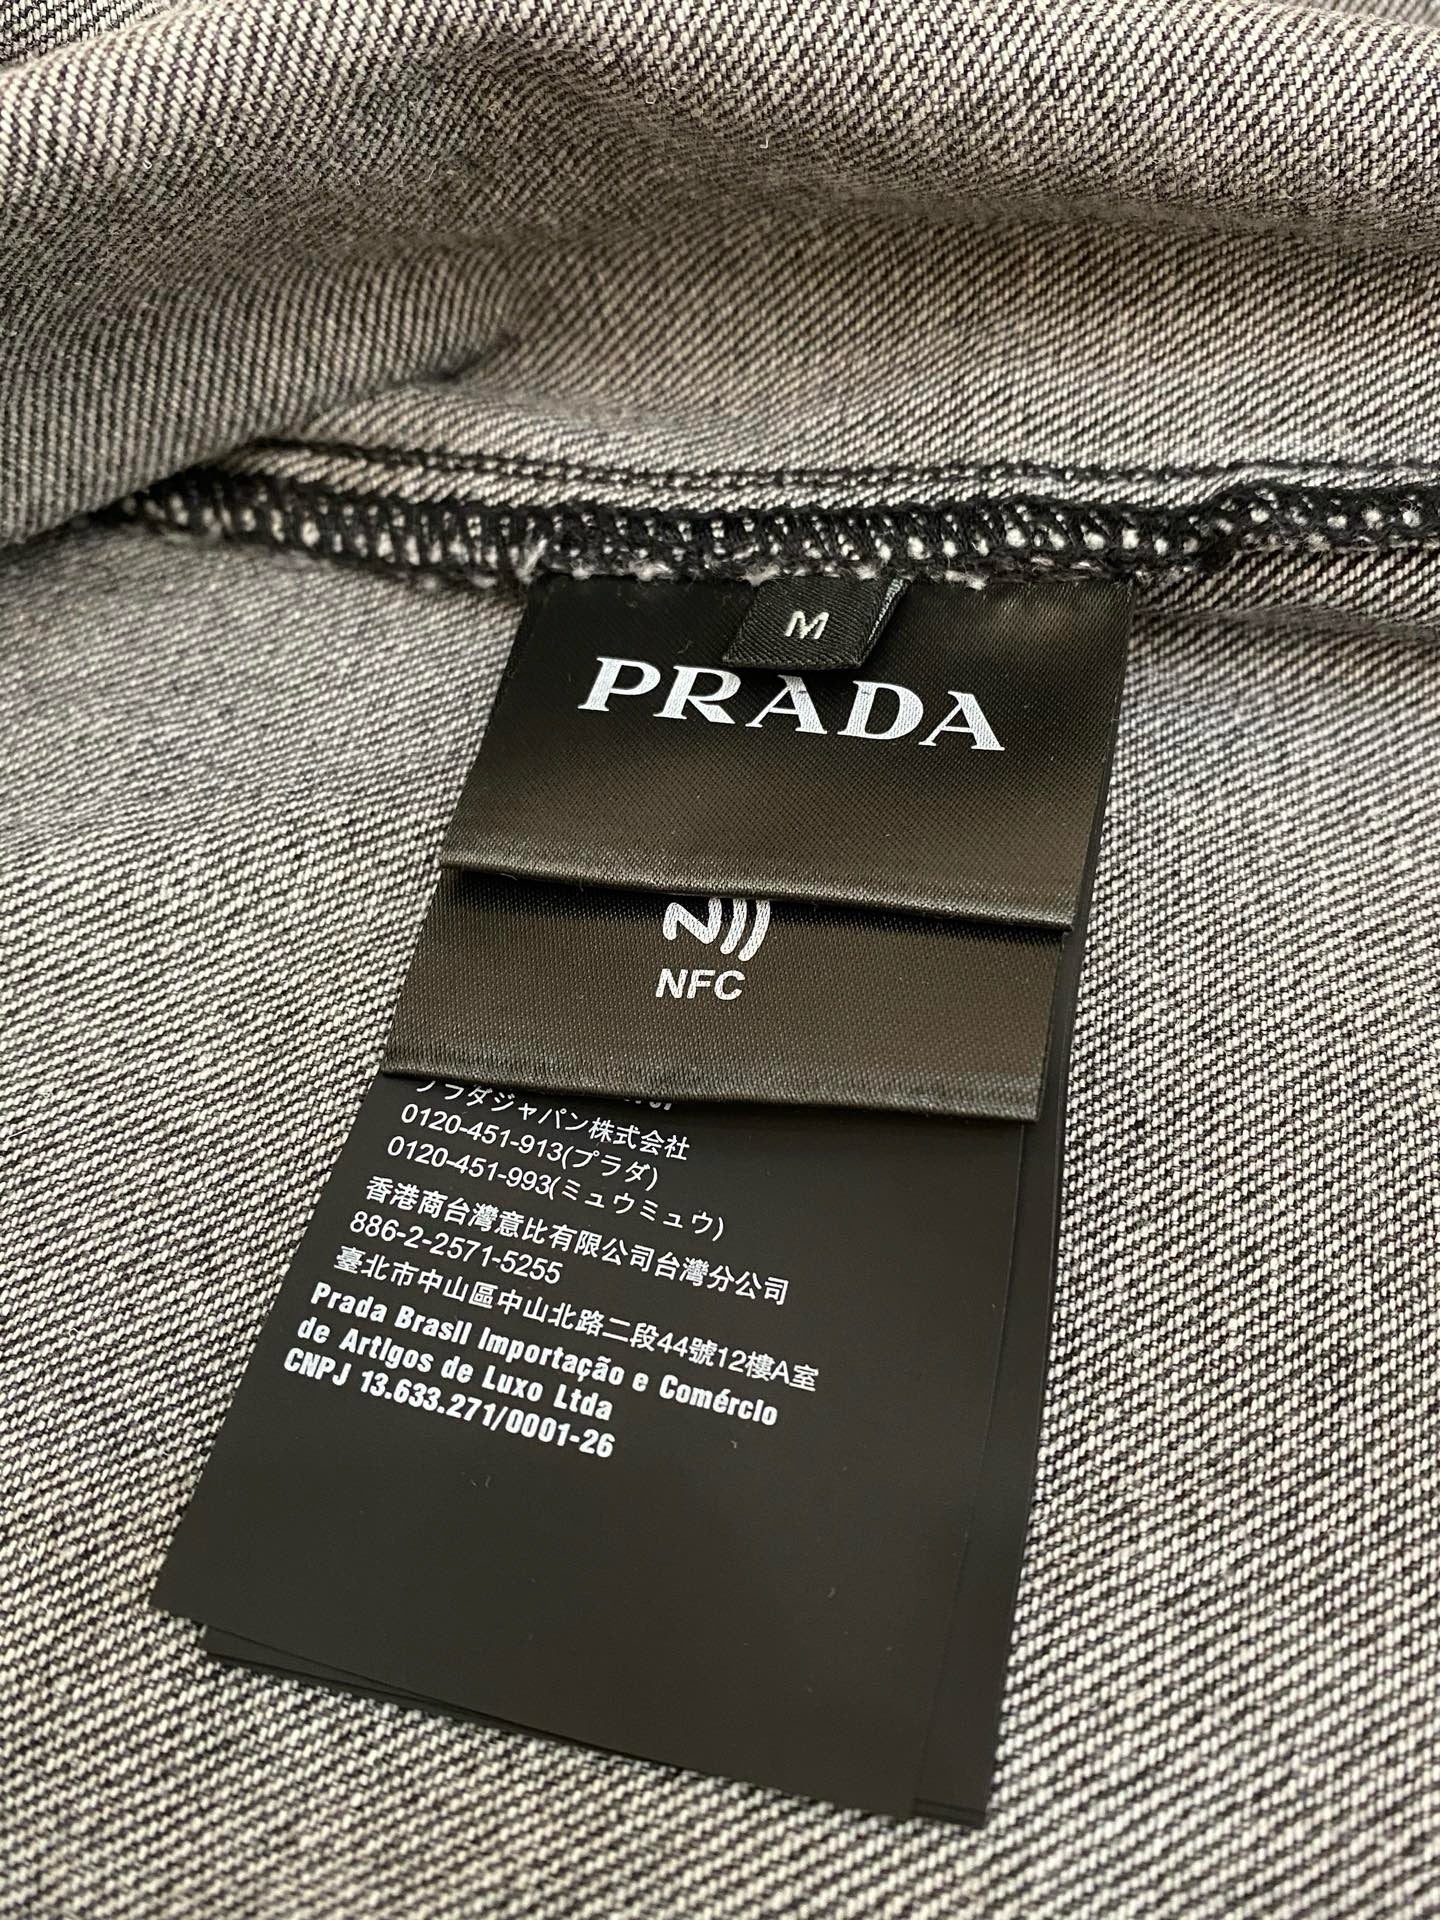 M
PRADA
NFC
プラダジャパン株式会社
0120-451-913(プラダ)
0120-451-993(ミュウミュウ)
香港商台灣意比有限公司台灣分公司
886-2-2571-5255
臺北市中山區中山北路二段44號12樓A室
Prada Brasil Importação e Comércio
de Artigos de Luxo Ltda
CNPJ 13.633.271/0001-26